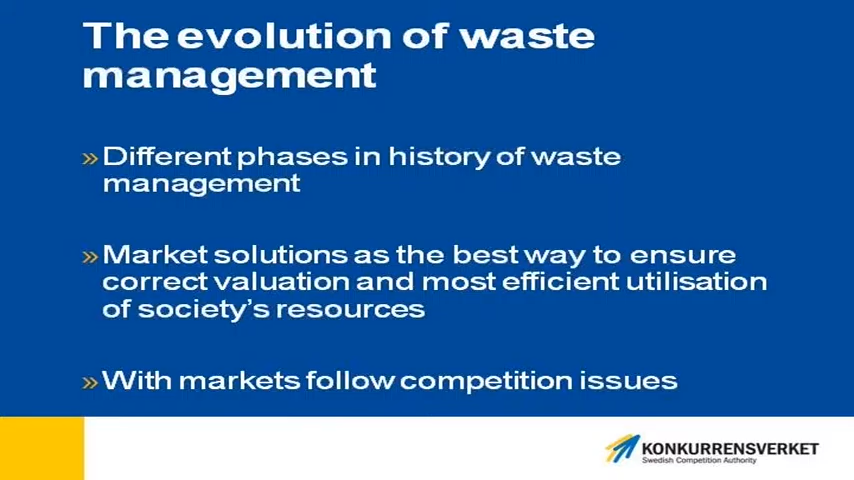 The evolution of waste
management
» Different phases in history of waste
management
» Market solutions as the best way to ensure
correct valuation and most efficient utilisation
of society’s resources
» With markets follow competition issues
KONKURRENSVERKET
Swedish Competition Authority